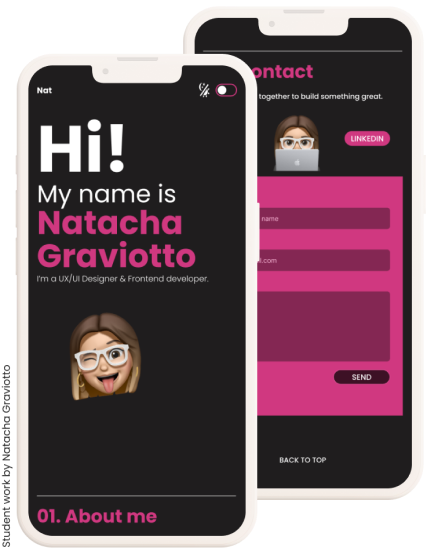 Nat
Hi!
My name is
Natacha
Graviotto
I'm a UX/UI Designer & Frontend developer.
01. About me
ontact
together to build something great.
LINKEDIN
name
l.com
SEND
BACK TO TOP
Student work by Natacha Graviotto